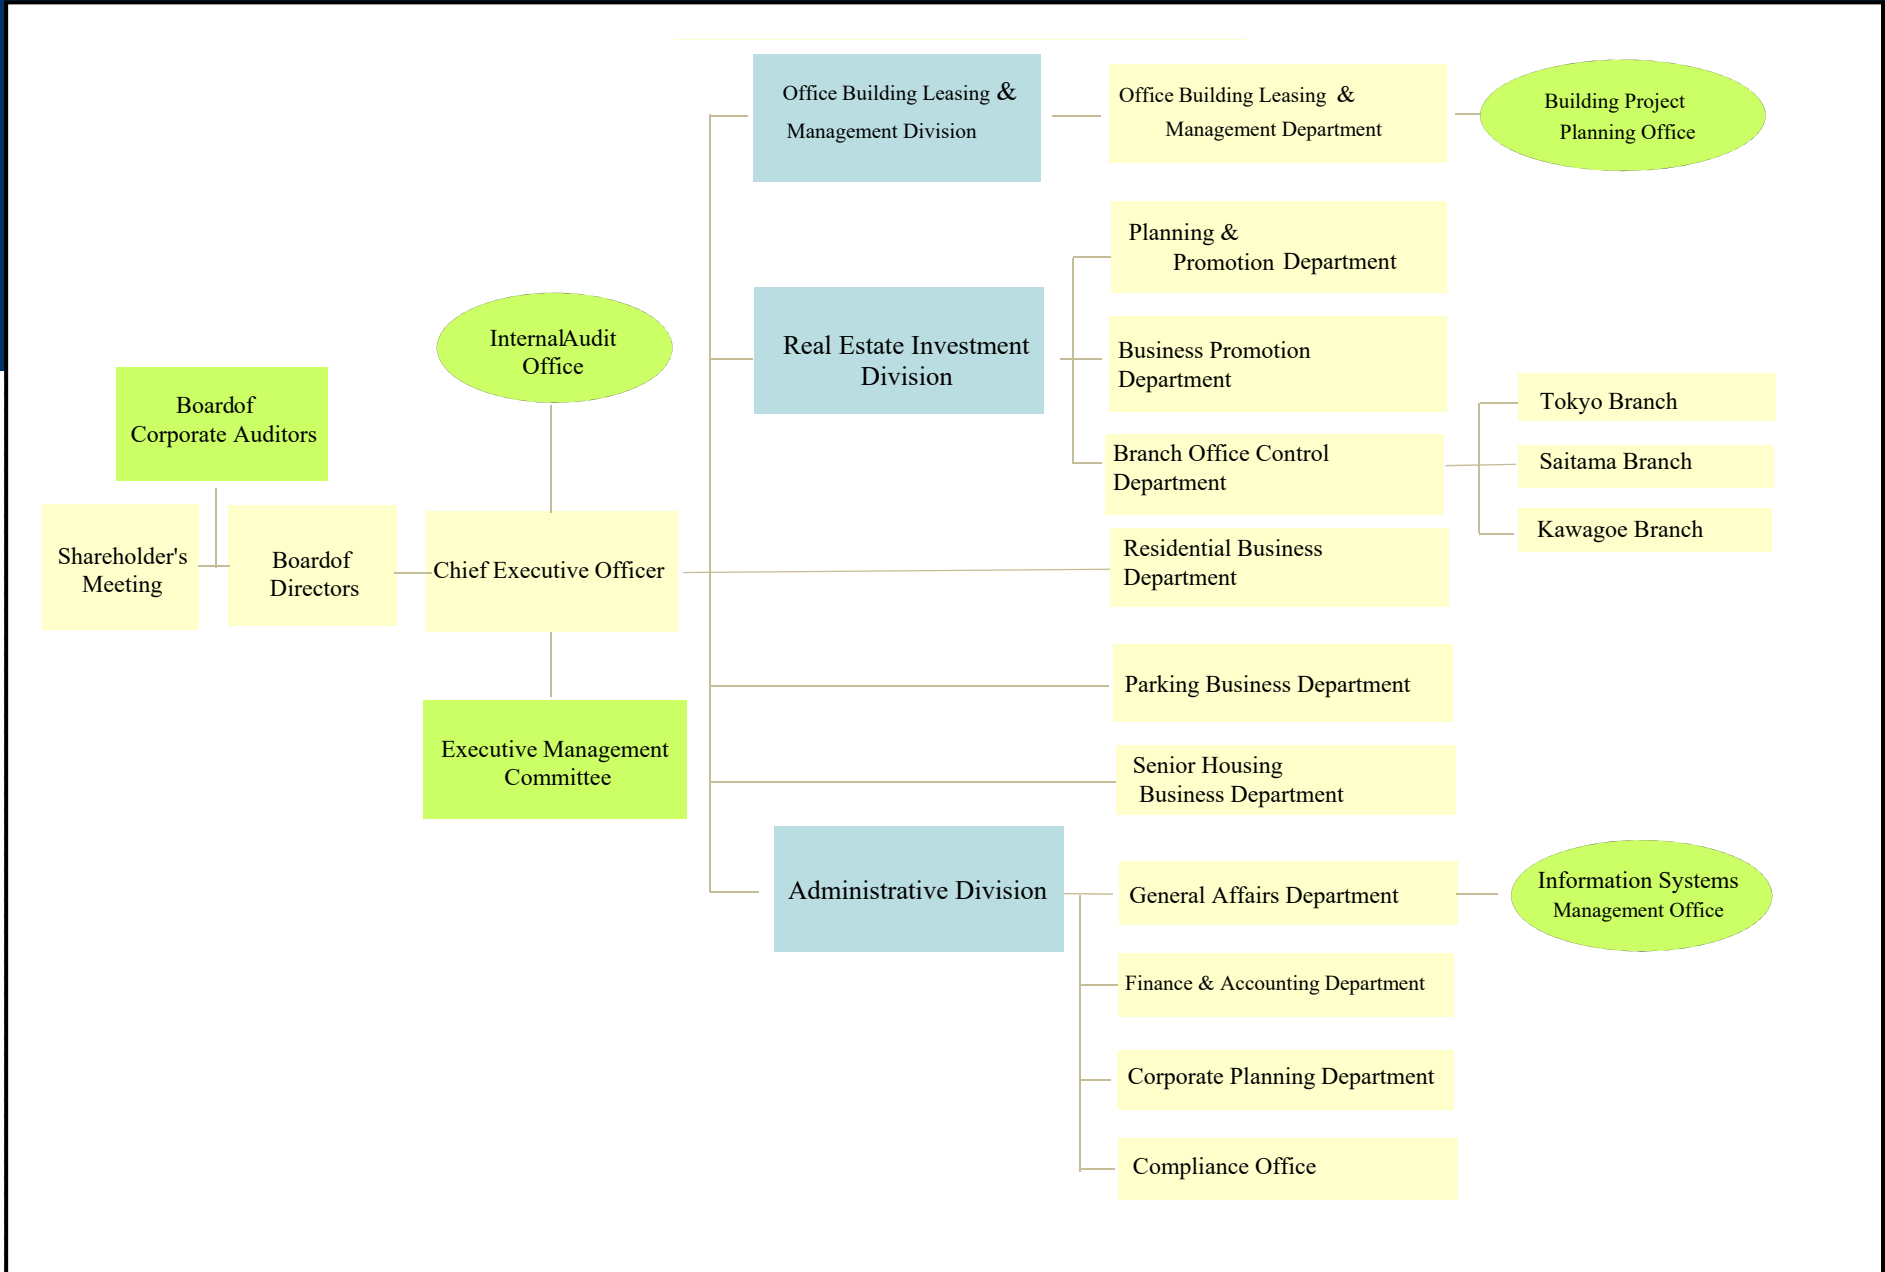 Office Building Leasing &
Management Division
Office Building Leasing &
Management Department
Building Project
Planning Office
Planning &
Promotion Department
InternalAudit
Office
Real Estate Investment
Division
Business Promotion
Department
Boardof
Corporate Auditors
Tokyo Branch
Branch Office Control
Department
Saitama Branch
Kawagoe Branch
Shareholder's
Meeting
Boardof
Directors
Chief Executive Officer
Residential Business
Department
Parking Business Department
Executive Management
Committee
Senior Housing
Business Department
Administrative Division
General Affairs Department
Information Systems
Management Office
Finance & Accounting Department
Corporate Planning Department
Compliance Office